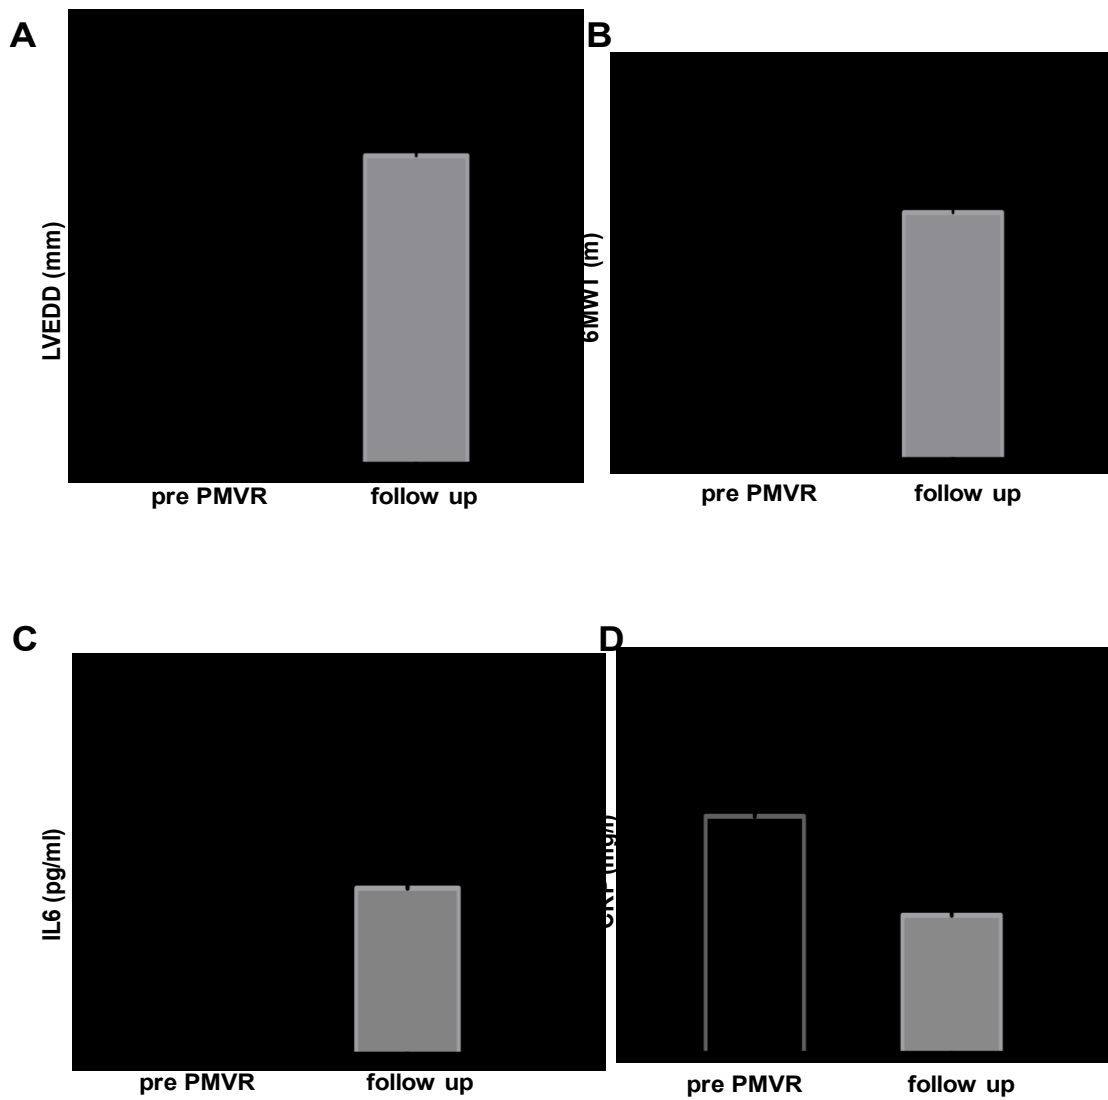 A
B
LVEDD (mm)
6MWT (m)
pre PMVR follow up
pre PMVR follow up
C
D
IL6 (pg/ml)
pre PMVR follow up
pre PMVR follow up